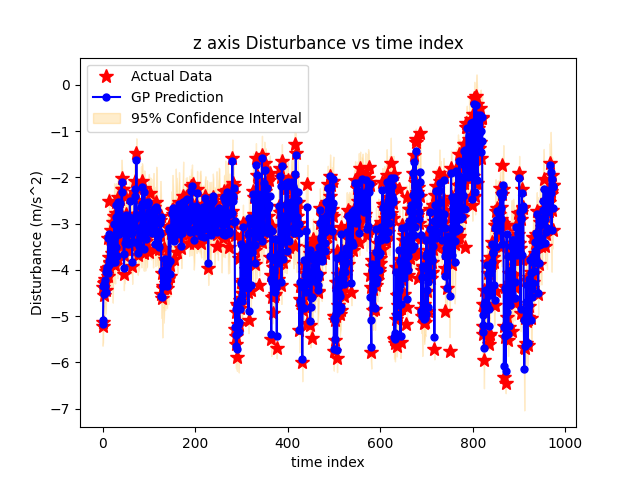 z axis Disturbance vs time index
Actual Data
GP Prediction
95% Confidence Interval
0
−1
−2
−3
−4
−5
−6
−7
Disturbance (m/s^2)
0 200 400 600 800 1000
time index